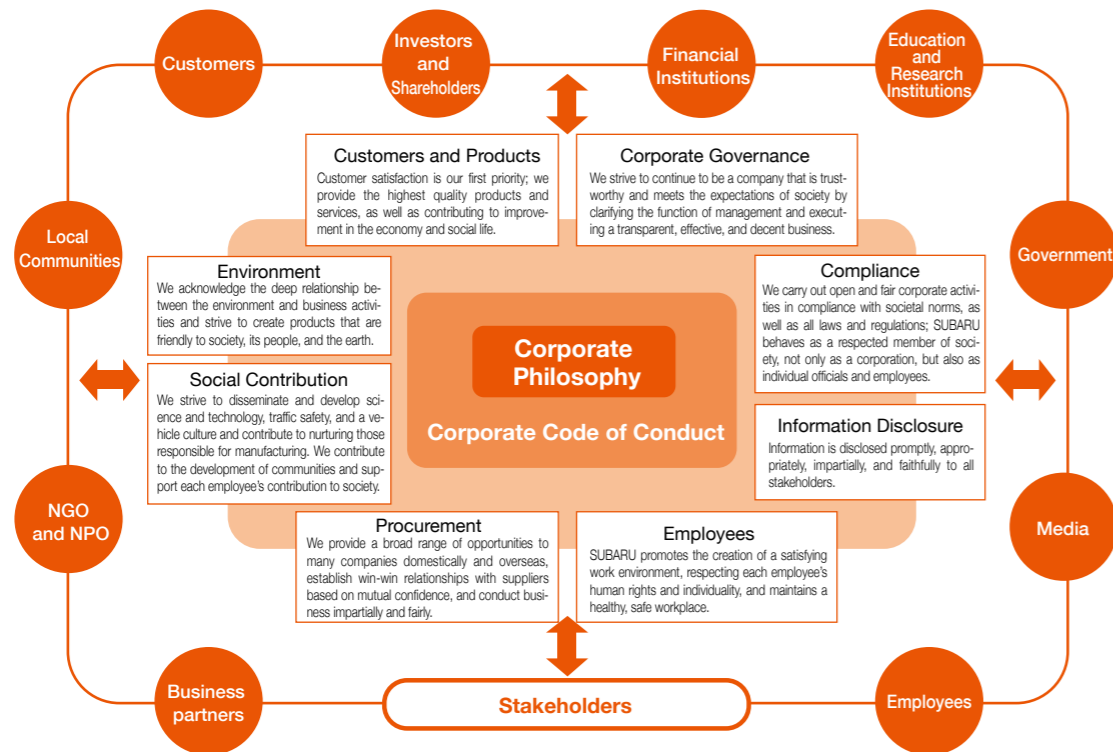 Customers
Investors
and
Shareholders
Financial
Institutions
Education
and
Research
Institutions
Customers and Products
Customer satisfaction is our first priority; we
provide the highest quality products and
services, as well as contributing to improve-
ment in the economy and social life.
Corporate Governance
We strive to continue to be a company that is trust-
worthy and meets the expectations of society by
clarifying the function of management and execut-
ing a transparent, effective, and decent business.
Local
Communities
Government
Environment
We acknowledge the deep relationship be-
tween the environment and business activi-
ties and strive to create products that are
friendly to society, its people, and the earth.
Compliance
We carry out open and fair corporate activities
in compliance with societal norms, as
well as all laws and regulations; SUBARU
behaves as a respected member of soci-
ety, not only as a corporation, but also as
individual officials and employees.
Corporate
Philosophy
Corporate Code of Conduct
Social Contribution
We strive to disseminate and develop sci-
ence and technology, traffic safety, and a ve-
hicle culture and contribute to nurturing those
responsible for manufacturing. We contribute
to the development of communities and sup-
port each employee's contribution to society.
Information Disclosure
Information is disclosed promptly, appro-
priately, impartially, and faithfully to all
stakeholders.
NGO
and NPO
Media
Procurement
We provide a broad range of opportunities to
many companies domestically and overseas,
establish win-win relationships with suppliers
based on mutual confidence, and conduct busi-
ness impartially and fairly.
Employees
SUBARU promotes the creation of a satisfying
work environment, respecting each employee's
human rights and individuality, and maintains a
healthy, safe workplace.
Business
partners
Stakeholders
Employees